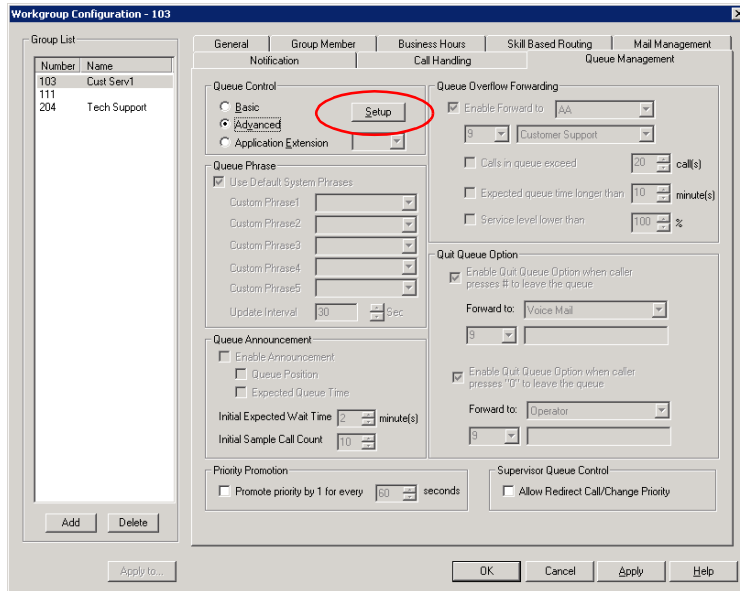 Workgroup Configuration - 103
Group List
Number Name
103 Cust Serv1
111
204 Tech Support
Add Delete
Apply to...
General Group Member Business Hours Skill Based Routing Mail Management
Notification Call Handling Queue Management
Queue Control
Basic
Advanced
Application Extension
Setup
Queue Phrase
Use Default System Phrases
Custom Phrase1
Custom Phrase2
Custom Phrase3
Custom Phrase4
Custom Phrase5
Update Interval 30 Sec
Queue Announcement
Enable Announcement
Queue Position
Expected Queue Time
Initial Expected Wait Time 2 minute(s)
Initial Sample Call Count 10
Queue Overflow Forwarding
Enable Forward to AA
9 Customer Support
Calls in queue exceed 20 call(s)
Expected queue time longer than 10 minute(s)
Service level lower than 100 %
Quit Queue Option
Enable Quit Queue Option when caller
presses # to leave the queue
Forward to: Voice Mail
9
Enable Quit Queue Option when caller
presses "0" to leave the queue
Forward to: Operator
9
Priority Promotion
Promote priority by 1 for every 60 seconds
Supervisor Queue Control
Allow Redirect Call/Change Priority
OK Cancel Apply Help